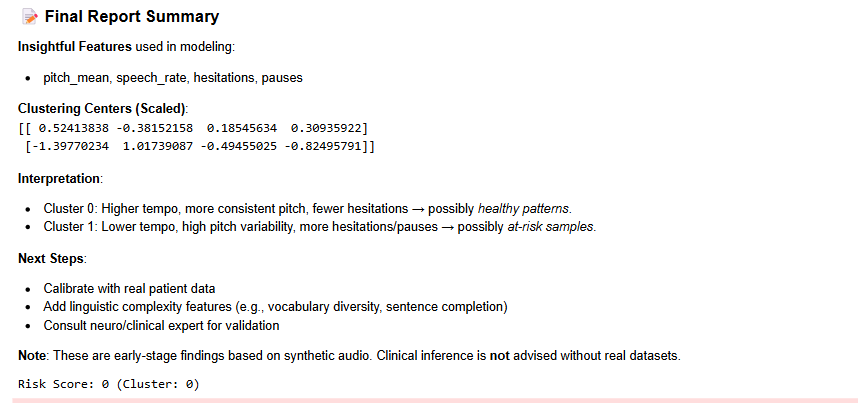 📝 Final Report Summary
Insightful Features used in modeling:
• pitch_mean, speech_rate, hesitations, pauses
Clustering Centers (Scaled):
[[ 0.52413838 -0.38152158  0.18545634  0.30935922]
 [-1.39770234  1.01739087 -0.49455025 -0.82495791]]
Interpretation:
• Cluster 0: Higher tempo, more consistent pitch, fewer hesitations → possibly healthy patterns.
• Cluster 1: Lower tempo, high pitch variability, more hesitations/pauses → possibly at-risk samples.
Next Steps:
• Calibrate with real patient data
• Add linguistic complexity features (e.g., vocabulary diversity, sentence completion)
• Consult neuro/clinical expert for validation
Note: These are early-stage findings based on synthetic audio. Clinical inference is not advised without real datasets.
Risk Score: 0 (Cluster: 0)